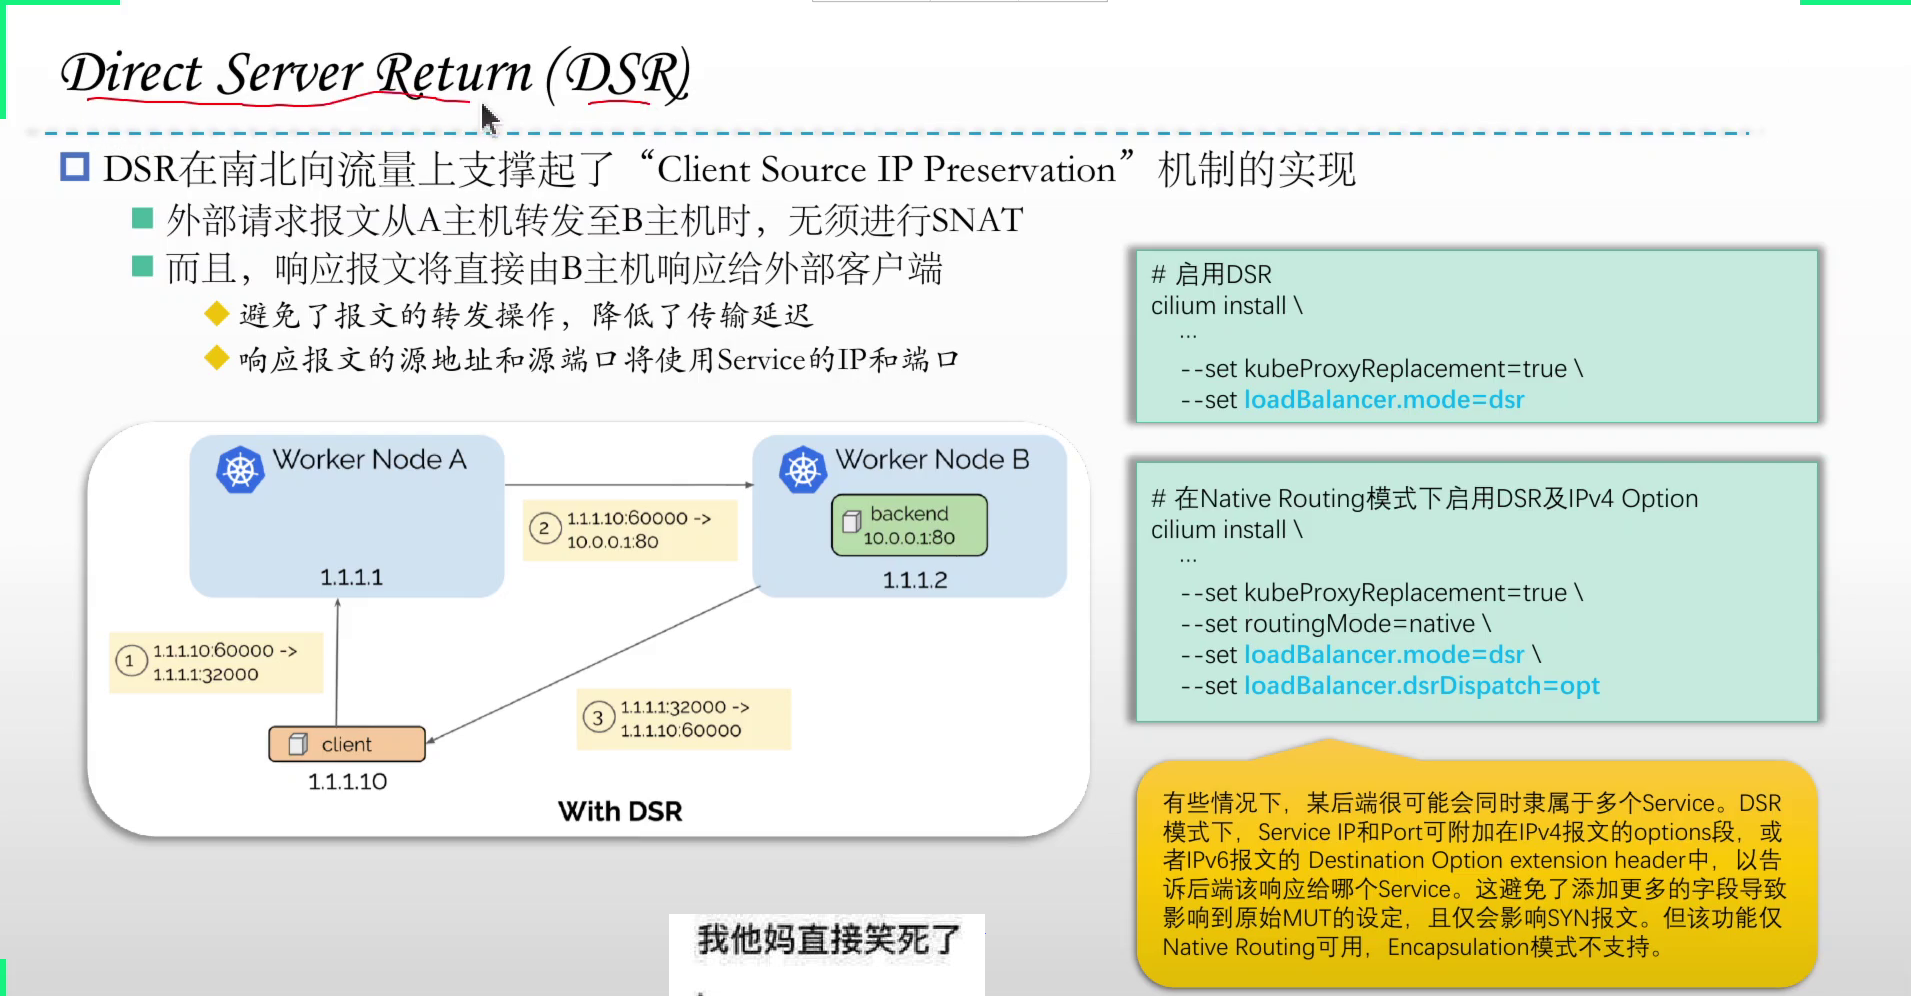 Direct Server Return (DSR)
DSR在南北向流量上支撑起了“Client Source IP Preservation”机制的实现
外部请求报文从A主机转发至B主机时，无须进行SNAT
而且，响应报文将直接由B主机响应给外部客户端
避免了报文的转发操作，降低了传输延迟
响应报文的源地址和源端口将使用Service的IP和端口
# 启用DSR
cilium install \
...
--set kubeProxyReplacement=true \
--set loadBalancer.mode=dsr
# 在Native Routing模式下启用DSR及IPv4 Option
cilium install \
...
--set kubeProxyReplacement=true \
--set routingMode=native \
--set loadBalancer.mode=dsr \
--set loadBalancer.dsrDispatch=opt
Worker Node A
1.1.1.1
Worker Node B
backend
10.0.0.1:80
1.1.1.2
2 1.1.1.10:60000 ->
10.0.0.1:80
1 1.1.1.10:60000 ->
1.1.1.1:32000
3 1.1.1.1:32000 ->
1.1.1.10:60000
client
1.1.1.10
With DSR
有些情况下，某后端很可能会同时隶属于多个Service。DSR
模式下，Service IP和Port可附加在IPv4报文的options段，或
者IPv6报文的 Destination Option extension header中，以告
诉后端该响应给哪个Service。这避免了添加更多的字段导致
影响到原始MUT的设定，且仅会影响SYN报文。但该功能仅
Native Routing可用，Encapsulation模式不支持。
我他妈直接笑死了